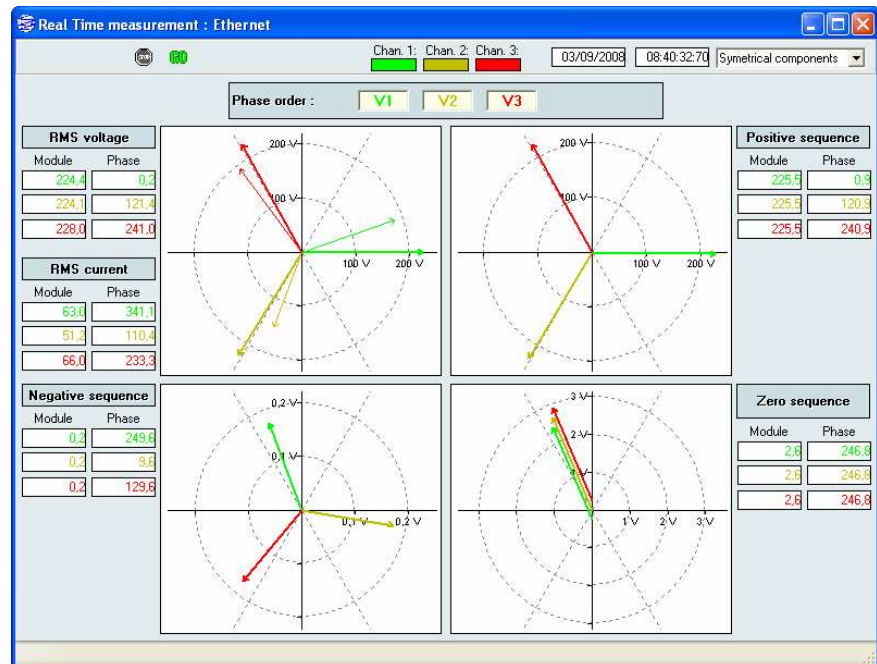 Real Time measurement : Ethernet
GO
Chan. 1: Chan. 2: Chan. 3:
03/09/2008 08:40:32:70 Symetrical components
Phase order : V1 V2 V3
RMS voltage
Module Phase
224,4 0,2
224,1 121,4
228,0 241,0
RMS current
Module Phase
63,0 341,1
51,2 110,4
66,0 233,3
200 V
100 V
100 V 200 V
200 V
100 V
100 V 200 V
Positive sequence
Module Phase
225,5 0,9
225,5 120,9
225,5 240,9
Negative sequence
Module Phase
0,2 249,6
0,2 9,6
0,2 129,6
0,2 V
0,1 V
0,1 V 0,2 V
3 V
2 V
1 V
1 V 2 V 3 V
Zero sequence
Module Phase
2,6 246,8
2,6 246,8
2,6 246,8